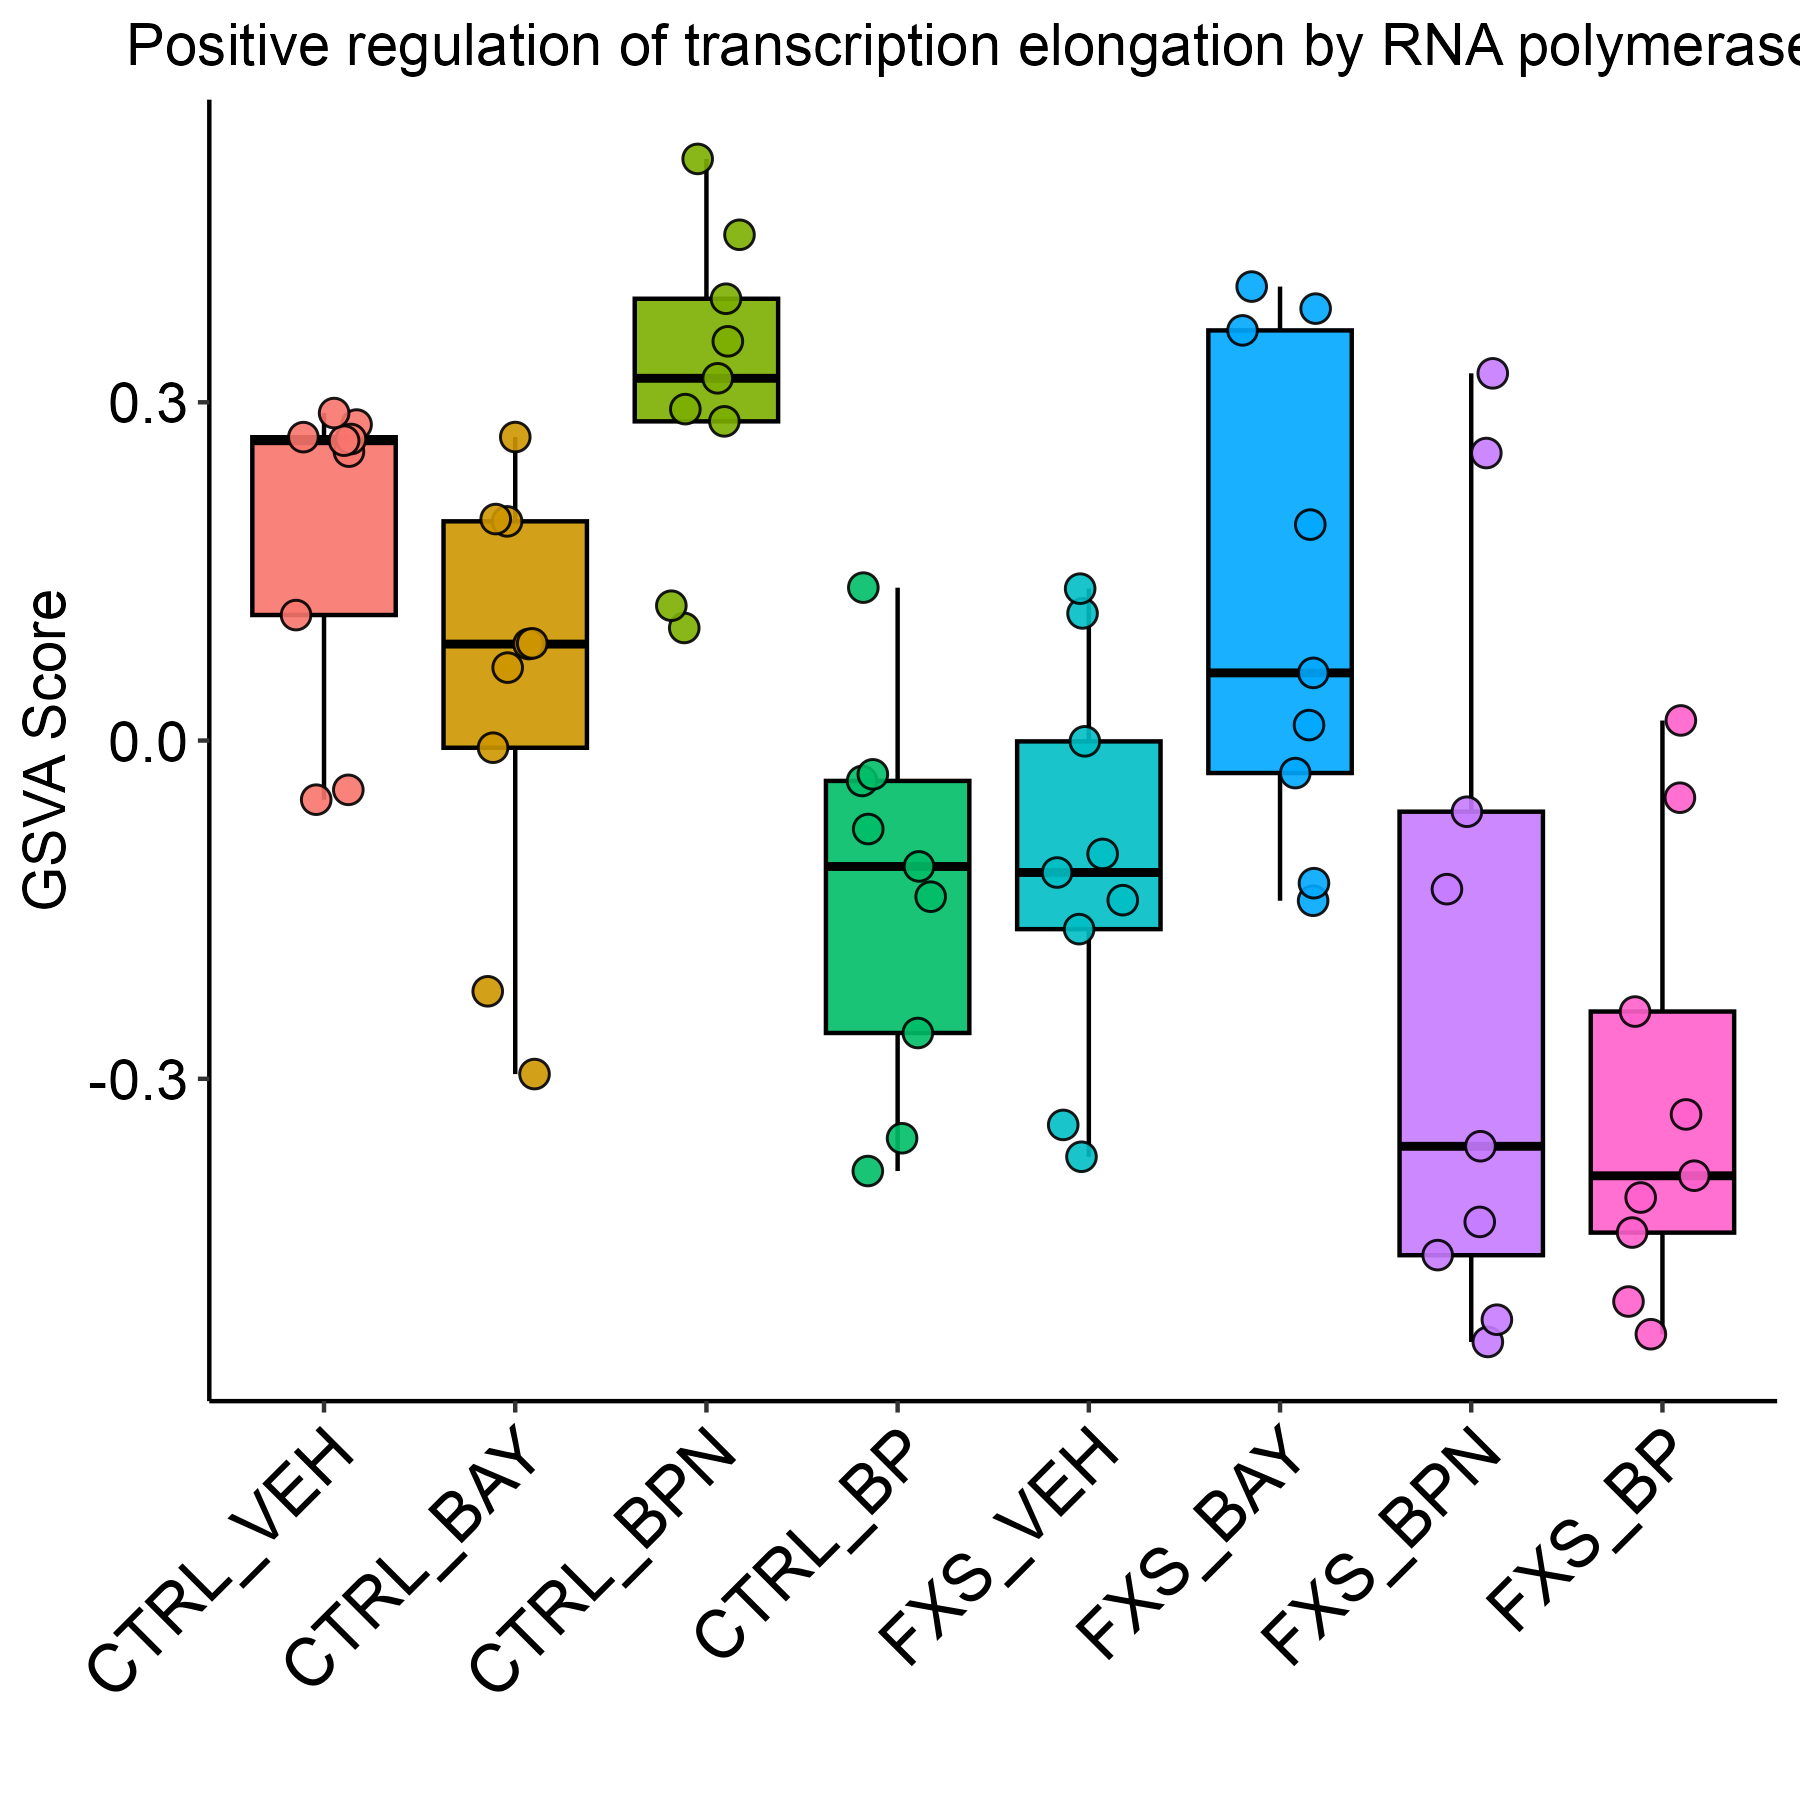 Positive regulation of transcription elongation by RNA polymerase
GSVA Score
0.3
0.0
-0.3
CTRL_VEH
CTRL_BAY
CTRL_BPN
CTRL_BP
FXS_VEH
FXS_BAY
FXS_BPN
FXS_BP